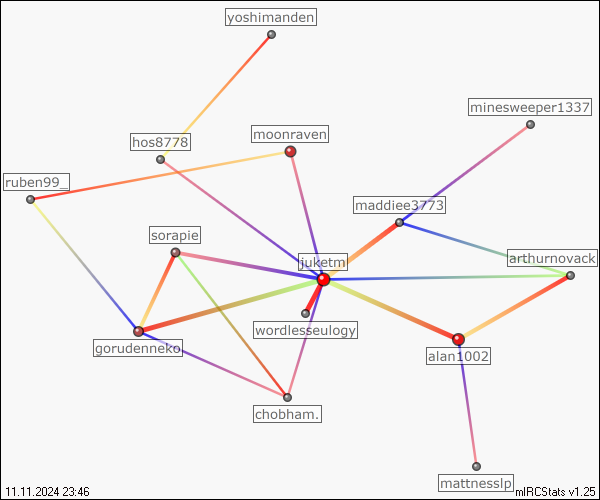 yoshimanden
minesweeper1337
moonraven
hos8778
ruben99_
maddiee3773
sorapie
juketm
arthurnovack
wordlesseulogy
gorudenneko
alan1002
chobham.
mattnesslp
11.11.2024 23:46
mIRCStats v1.25